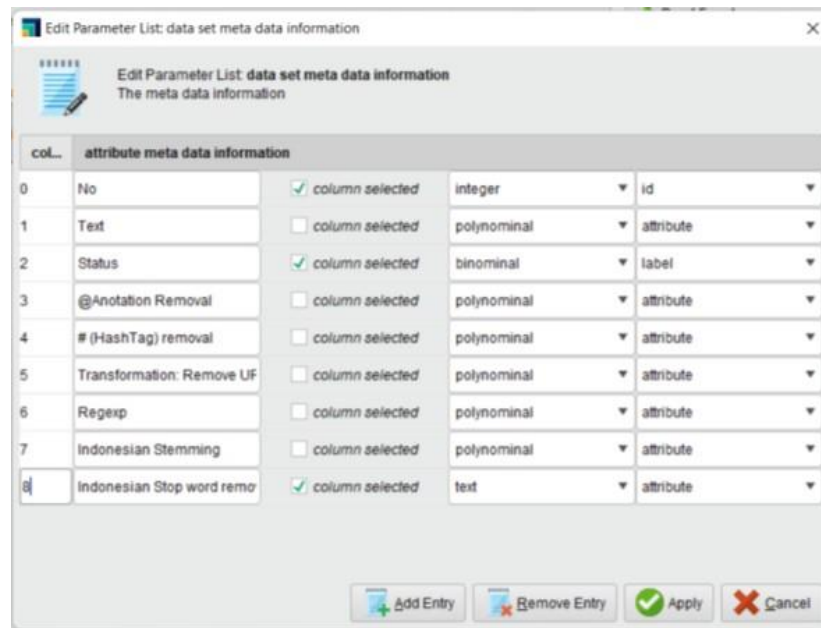 Edit Parameter List: data set meta data information
Edit Parameter List: data set meta data information
The meta data information
col... attribute meta data information
0 No column selected integer id
1 Text column selected polynominal attribute
2 Status column selected binominal label
3 @Anotation Removal column selected polynominal attribute
4 # (HashTag) removal column selected polynominal attribute
5 Transformation: Remove UR column selected polynominal attribute
6 Regexp column selected polynominal attribute
7 Indonesian Stemming column selected polynominal attribute
8 Indonesian Stop word remo column selected text attribute
Add Entry Remove Entry Apply Cancel